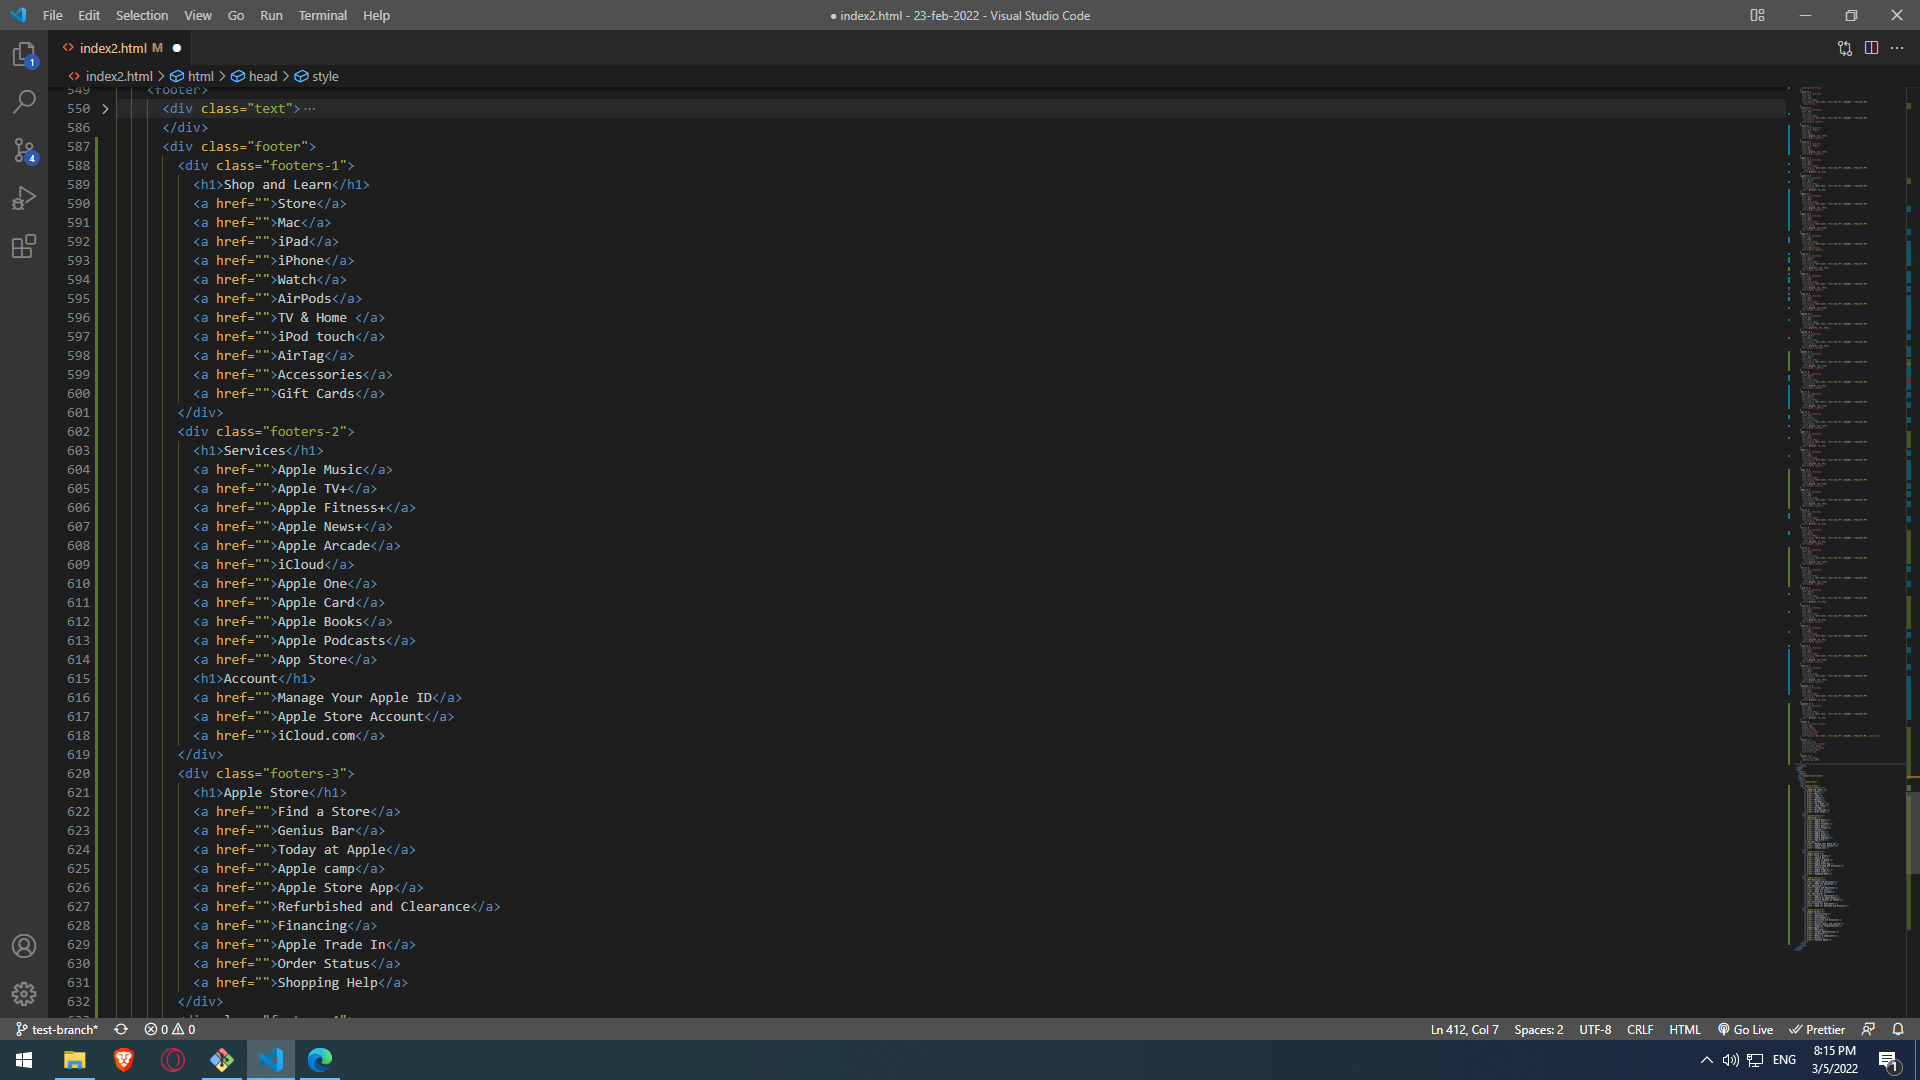 File Edit Selection View Go Run Terminal Help
● index2.html - 23-feb-2022 - Visual Studio Code
index2.html M
index2.html > html > head > style
549 <footer>
550 <div class="text"> ···
586 </div>
587 <div class="footer">
588 <div class="footers-1">
589 <h1>Shop and Learn</h1>
590 <a href="">Store</a>
591 <a href="">Mac</a>
592 <a href="">iPad</a>
593 <a href="">iPhone</a>
594 <a href="">Watch</a>
595 <a href="">AirPods</a>
596 <a href="">TV & Home </a>
597 <a href="">iPod touch</a>
598 <a href="">AirTag</a>
599 <a href="">Accessories</a>
600 <a href="">Gift Cards</a>
601 </div>
602 <div class="footers-2">
603 <h1>Services</h1>
604 <a href="">Apple Music</a>
605 <a href="">Apple TV+</a>
606 <a href="">Apple Fitness+</a>
607 <a href="">Apple News+</a>
608 <a href="">Apple Arcade</a>
609 <a href="">iCloud</a>
610 <a href="">Apple One</a>
611 <a href="">Apple Card</a>
612 <a href="">Apple Books</a>
613 <a href="">Apple Podcasts</a>
614 <a href="">App Store</a>
615 <h1>Account</h1>
616 <a href="">Manage Your Apple ID</a>
617 <a href="">Apple Store Account</a>
618 <a href="">iCloud.com</a>
619 </div>
620 <div class="footers-3">
621 <h1>Apple Store</h1>
622 <a href="">Find a Store</a>
623 <a href="">Genius Bar</a>
624 <a href="">Today at Apple</a>
625 <a href="">Apple camp</a>
626 <a href="">Apple Store App</a>
627 <a href="">Refurbished and Clearance</a>
628 <a href="">Financing</a>
629 <a href="">Apple Trade In</a>
630 <a href="">Order Status</a>
631 <a href="">Shopping Help</a>
632 </div>
1
4
test-branch* 0 0 Ln 412, Col 7 Spaces: 2 UTF-8 CRLF HTML Go Live Prettier
ENG 8:15 PM
3/5/2022
1